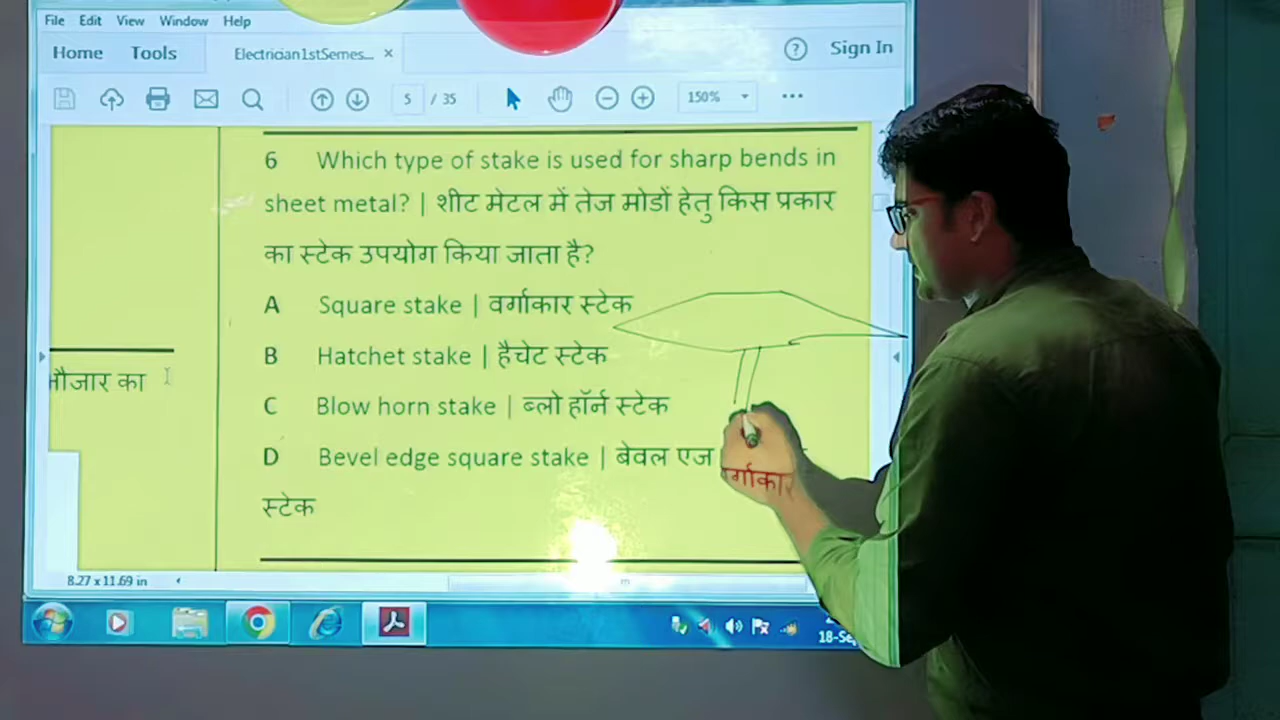 File Edit View Window Help
Home Tools Electrician1stSemes... × ? Sign In
5 / 35 150%
6 Which type of stake is used for sharp bends in
sheet metal? | शीट मेटल में तेज मोडों हेतु किस प्रकार
का स्टेक उपयोग किया जाता है?
A Square stake | वर्गाकार स्टेक
B Hatchet stake | हैचेट स्टेक
औजार का
C Blow horn stake | ब्लो हॉर्न स्टेक
D Bevel edge square stake | बेवल एज वर्गाकार
स्टेक
8.27 x 11.69 in